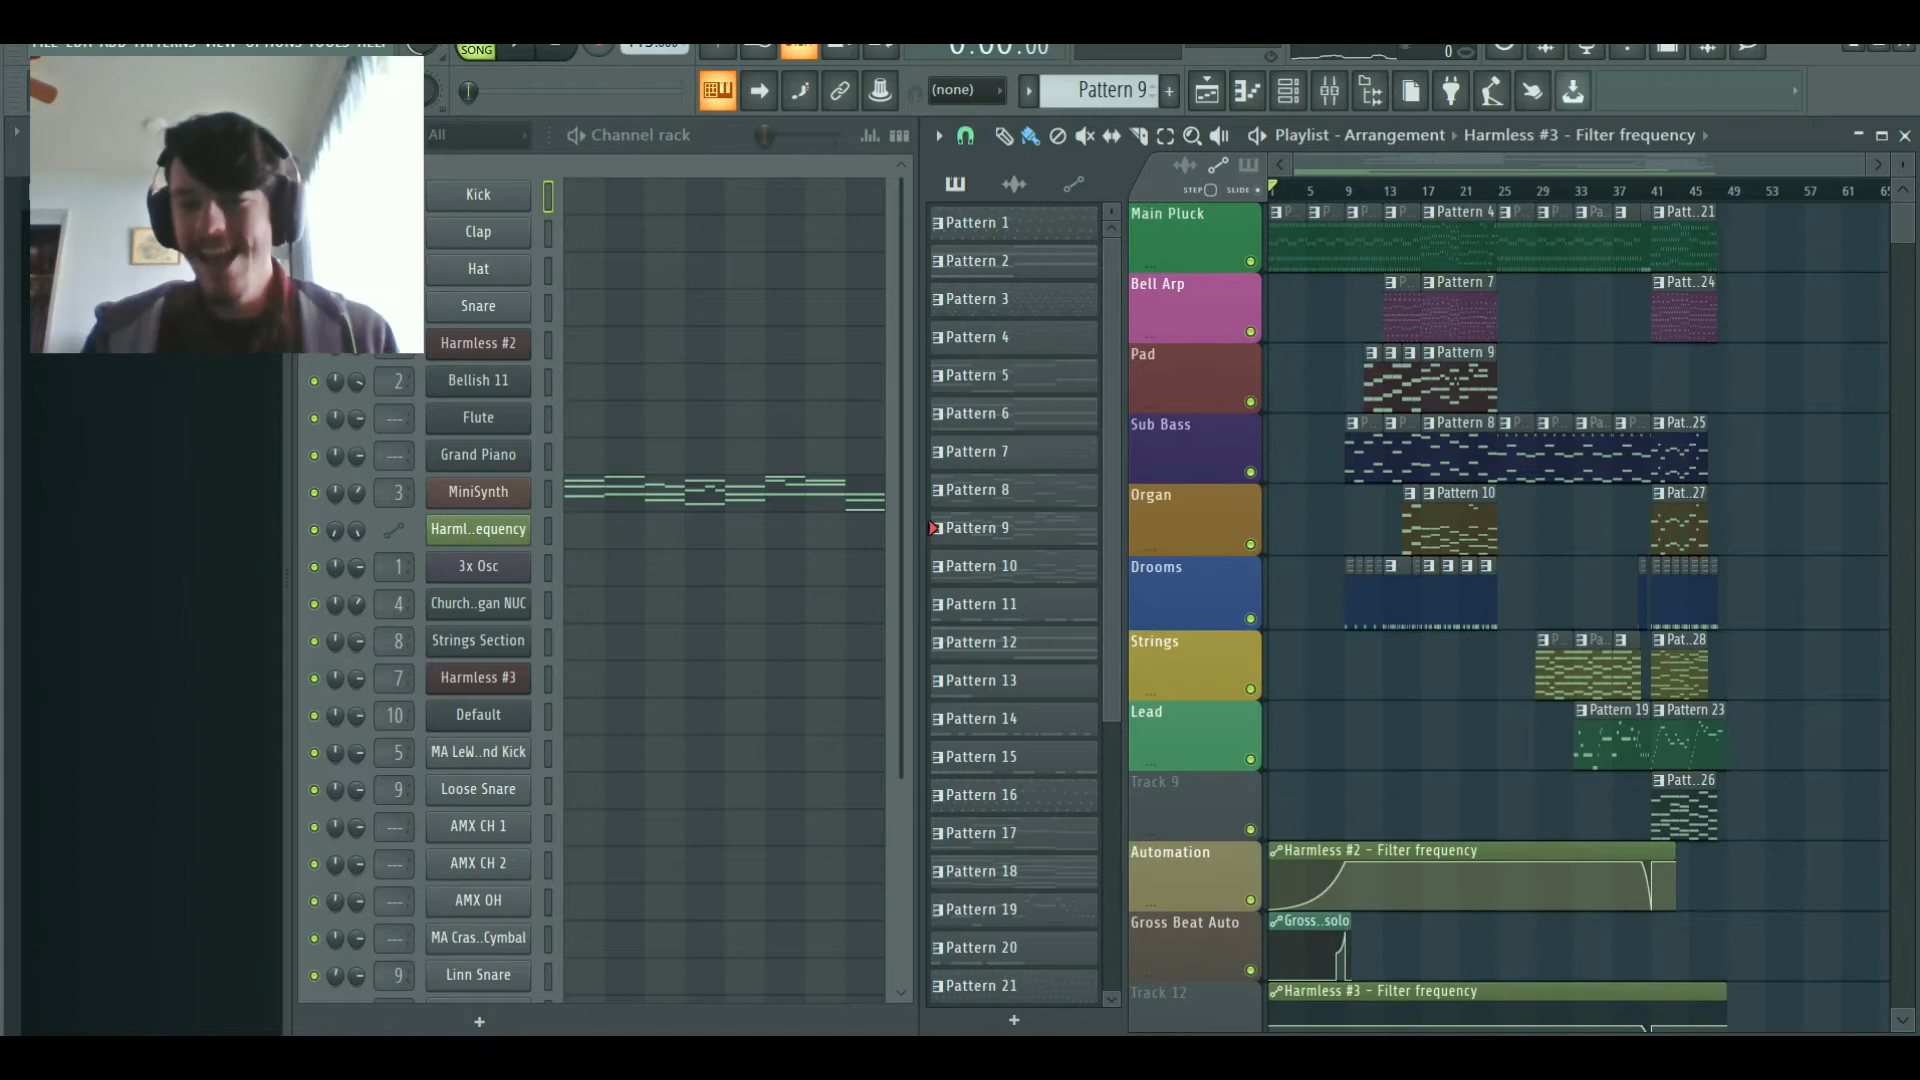 FILE EDIT ADD PATTERNS VIEW OPTIONS TOOLS HELP
SONG
0:00:00
0
(none)
Pattern 9
All
Channel rack
Playlist - Arrangement
Harmless #3 - Filter frequency
STEP
SLIDE
5 9 13 17 21 25 29 33 37 41 45 49 53 57 61 65
Kick
Clap
Hat
Snare
Harmless #2
2 Bellish 11
--- Flute
--- Grand Piano
3 MiniSynth
Harml..equency
1 3x Osc
4 Church..gan NUC
8 Strings Section
7 Harmless #3
10 Default
5 MA LeW..nd Kick
9 Loose Snare
--- AMX CH 1
--- AMX CH 2
--- AMX OH
--- MA Cras..Cymbal
9 Linn Snare
+
Pattern 1
Pattern 2
Pattern 3
Pattern 4
Pattern 5
Pattern 6
Pattern 7
Pattern 8
Pattern 9
Pattern 10
Pattern 11
Pattern 12
Pattern 13
Pattern 14
Pattern 15
Pattern 16
Pattern 17
Pattern 18
Pattern 19
Pattern 20
Pattern 21
+
Main Pluck
P.. P.. P.. P.. Pattern 4 P.. P.. Pa.. Patt..21
Bell Arp
P.. Pattern 7 Patt..24
Pad
Pattern 9
Sub Bass
P.. P.. Pattern 8 P.. P.. Pa.. P.. Pat..25
Organ
Pattern 10 Pat..27
Drooms
Strings
P.. Pa.. Pat..28
Lead
Pattern 19 Pattern 23
Track 9
Patt..26
Automation
Harmless #2 - Filter frequency
Gross Beat Auto
Gross..solo
Track 12
Harmless #3 - Filter frequency